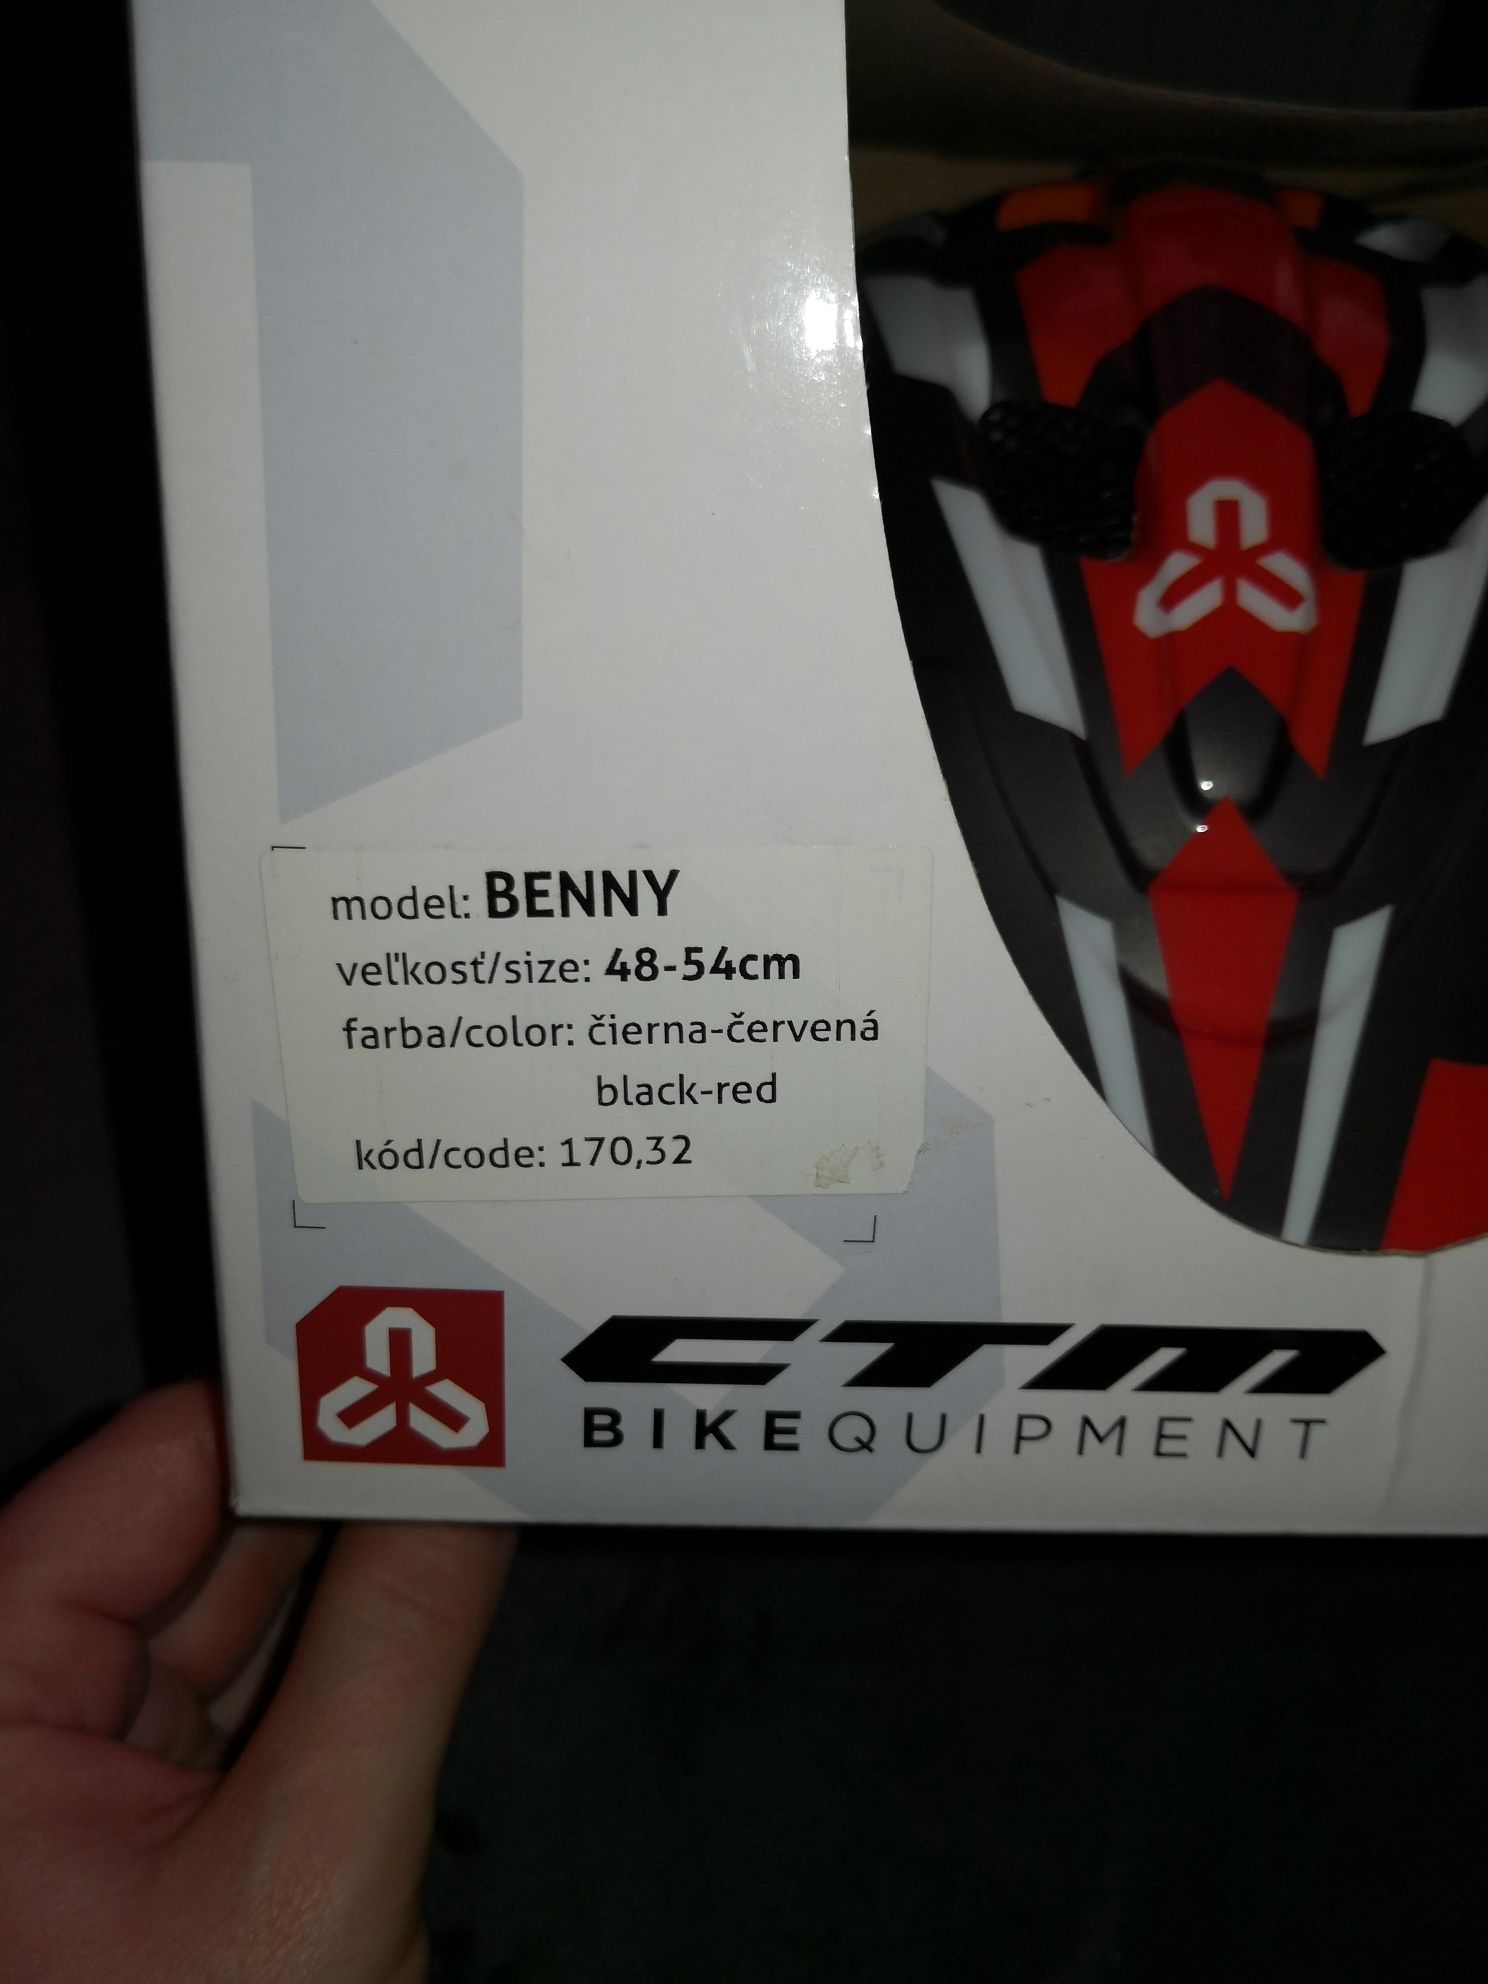 model: BENNY
veľkosť/size: 48-54cm
farba/color: čierna-červená
black-red
kód/code: 170,32
CTM
BIKEQUIPMENT